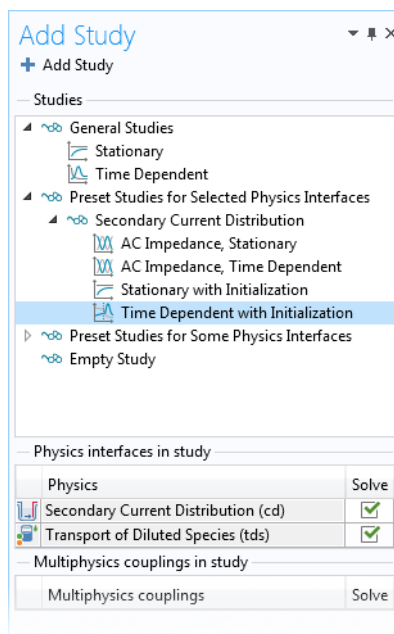 Add Study
Add Study
Studies
General Studies
Stationary
Time Dependent
Preset Studies for Selected Physics Interfaces
Secondary Current Distribution
AC Impedance, Stationary
AC Impedance, Time Dependent
Stationary with Initialization
Time Dependent with Initialization
Preset Studies for Some Physics Interfaces
Empty Study
Physics interfaces in study
Physics Solve
Secondary Current Distribution (cd)
Transport of Diluted Species (tds)
Multiphysics couplings in study
Multiphysics couplings Solve